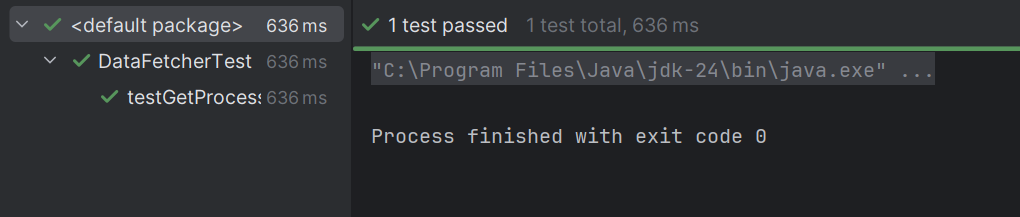 <default package> 636 ms
DataFetcherTest 636 ms
testGetProcess 636 ms
1 test passed 1 test total, 636 ms
"C:\Program Files\Java\jdk-24\bin\java.exe" ...
Process finished with exit code 0